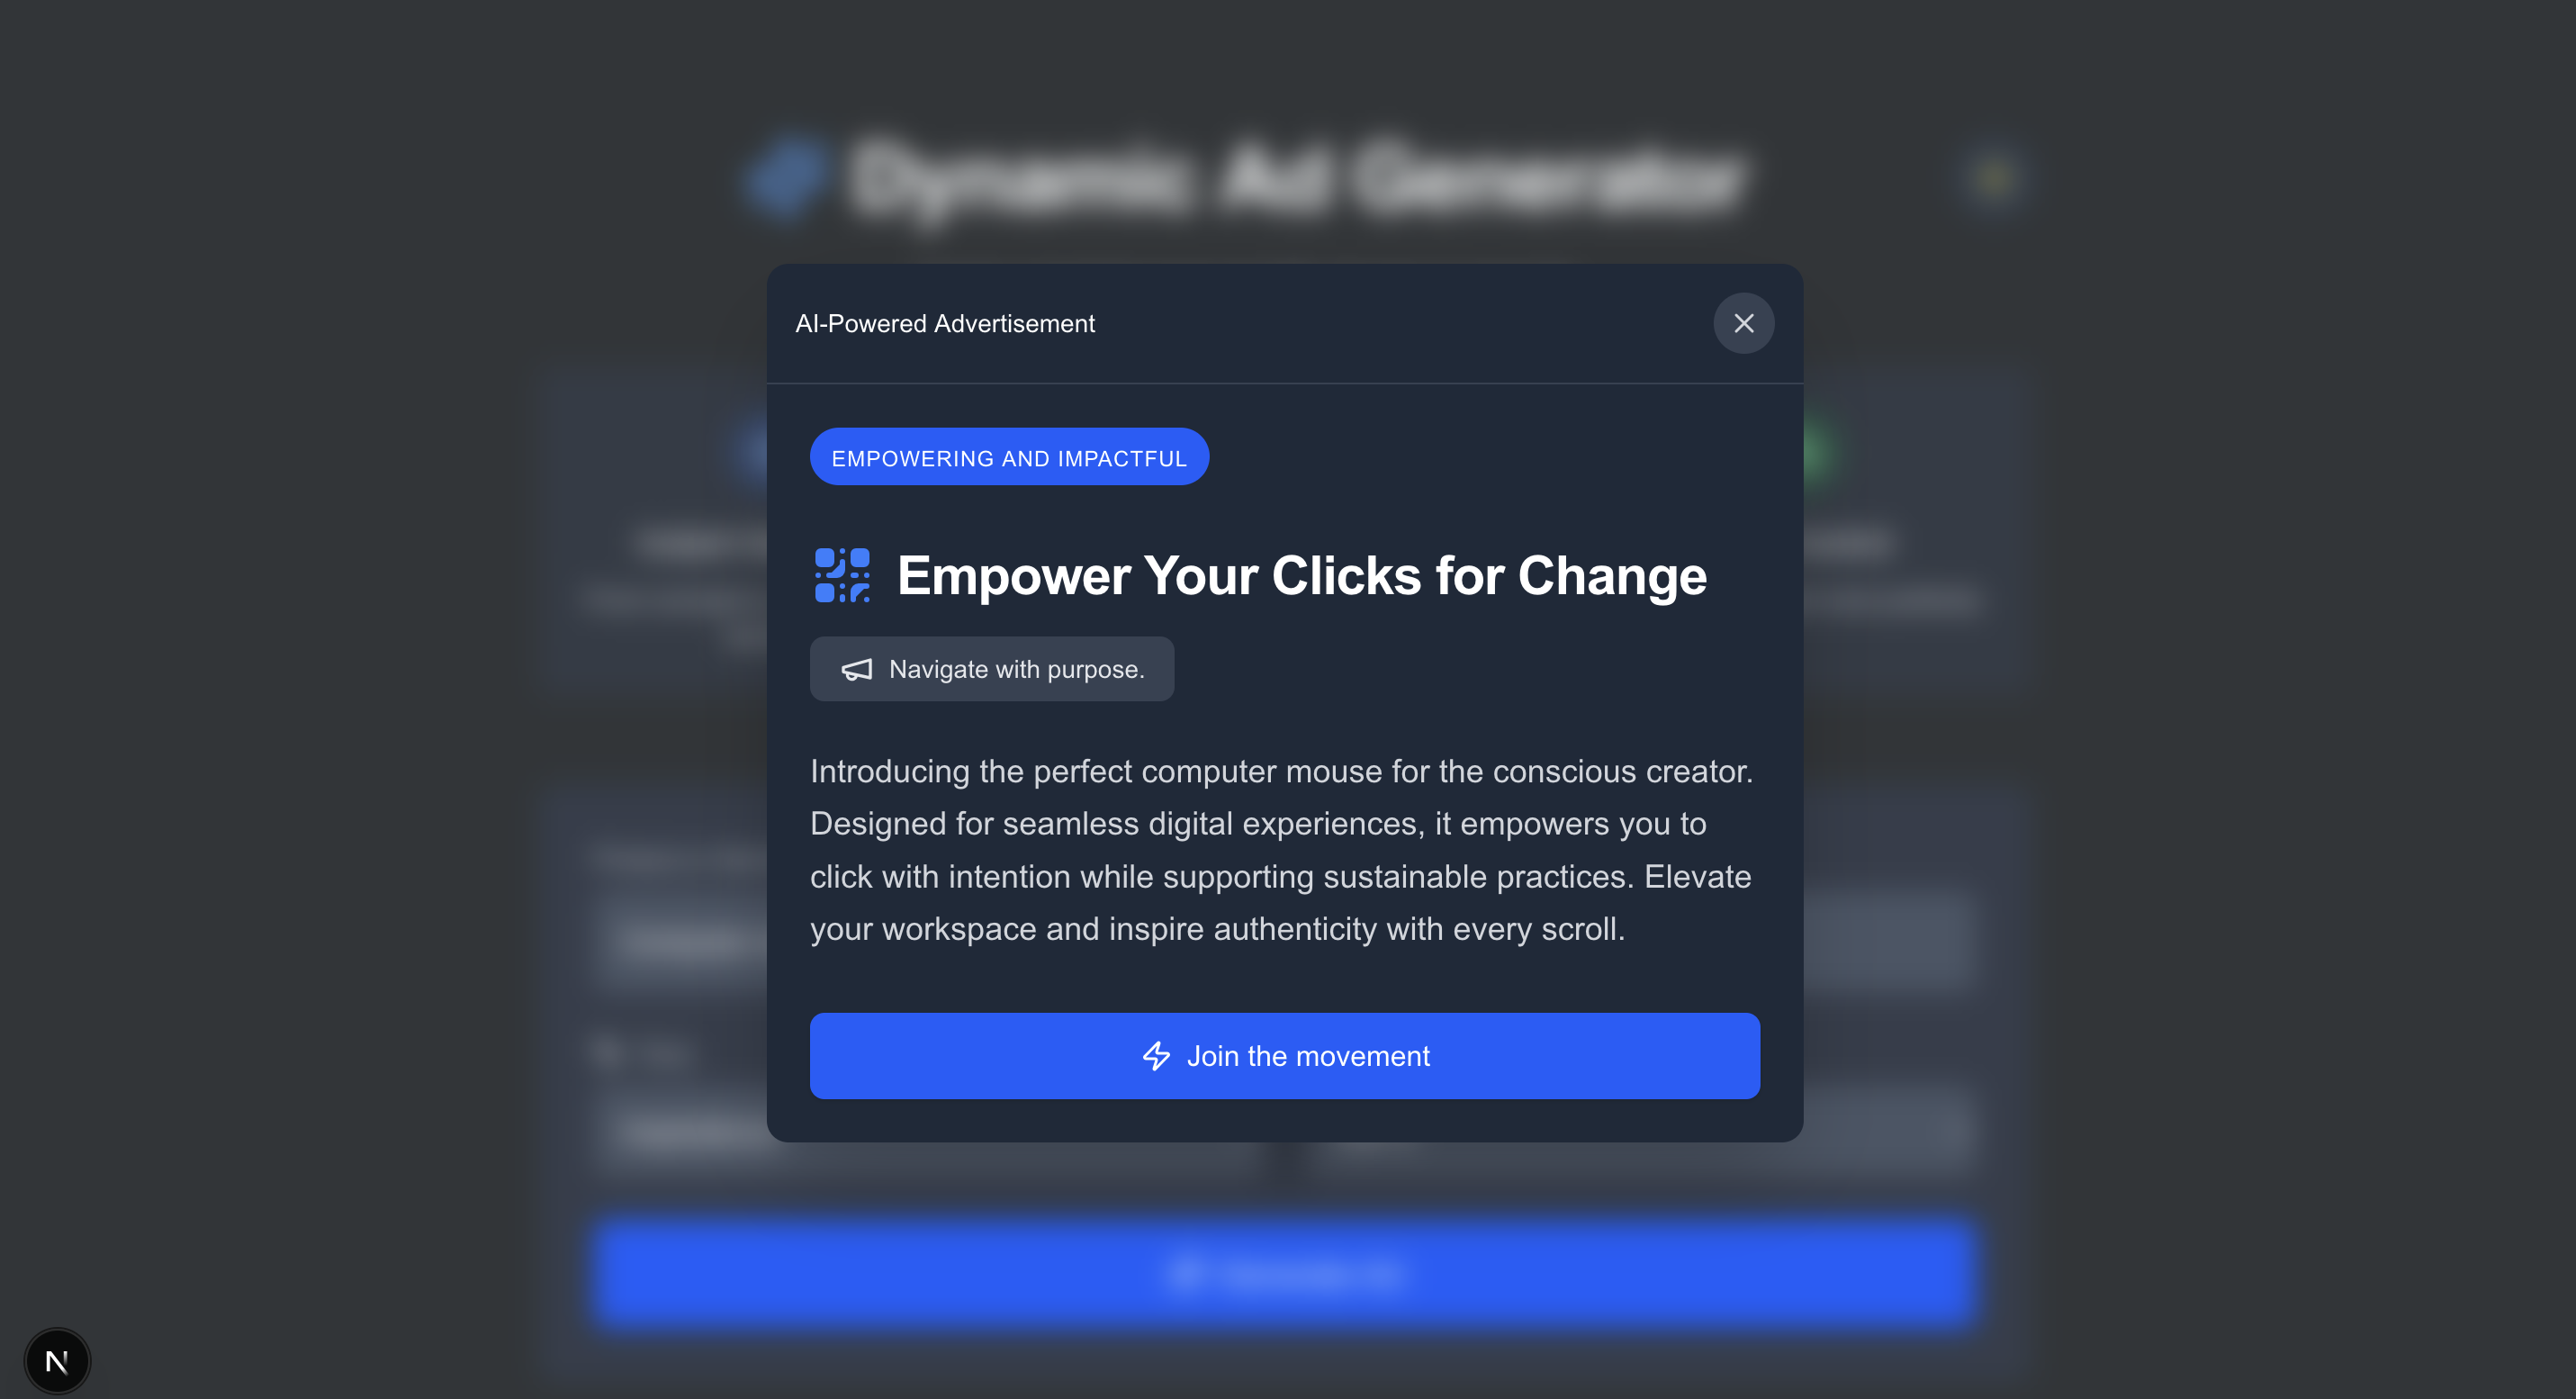 Dynamic Ad Generator
AI-Powered Advertisement
EMPOWERING AND IMPACTFUL
Empower Your Clicks for Change
Navigate with purpose.
Introducing the perfect computer mouse for the conscious creator.
Designed for seamless digital experiences, it empowers you to
click with intention while supporting sustainable practices. Elevate
your workspace and inspire authenticity with every scroll.
Join the movement
N